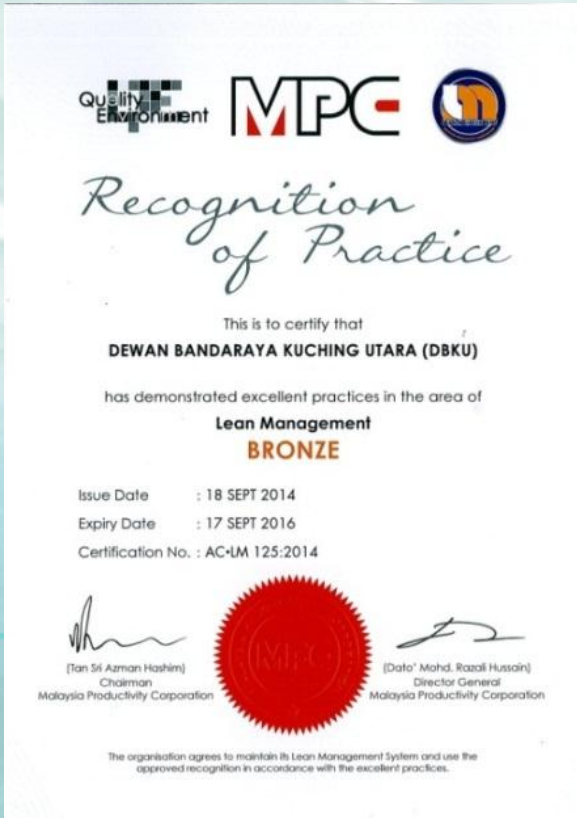 Quality
Environment
MPC
Recognition
of Practice
This is to certify that
DEWAN BANDARAYA KUCHING UTARA (DBKU)
has demonstrated excellent practices in the area of
Lean Management
BRONZE
Issue Date : 18 SEPT 2014
Expiry Date : 17 SEPT 2016
Certification No. : AC•LM 125:2014
MPC
(Tan Sri Azman Hashim)
Chairman
Malaysia Productivity Corporation
(Dato' Mohd. Razali Hussain)
Director General
Malaysia Productivity Corporation
The organisation agrees to maintain its Lean Management System and use the
approved recognition in accordance with the excellent practices.